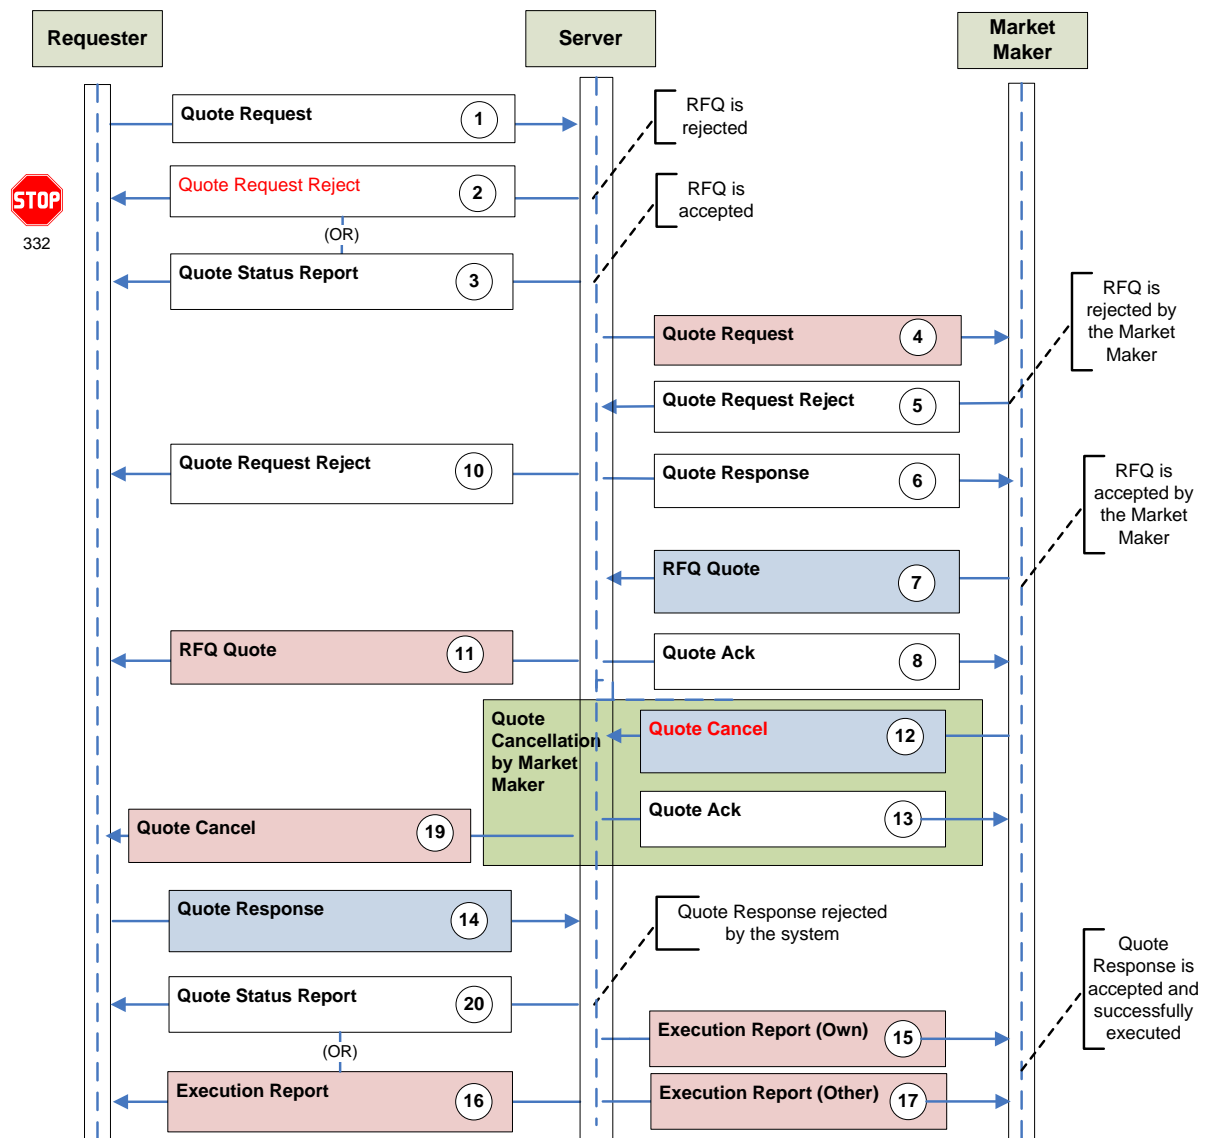 Requester
Server
Market
Maker
Quote Request
1
RFQ is
rejected
STOP
332
Quote Request Reject
2
RFQ is
accepted
(OR)
Quote Status Report
3
RFQ is
rejected by
the Market
Maker
Quote Request
4
Quote Request Reject
5
Quote Request Reject
10
Quote Response
6
RFQ is
accepted by
the Market
Maker
RFQ Quote
7
RFQ Quote
11
Quote Ack
8
Quote
Cancellation
by Market
Maker
Quote Cancel
12
Quote Ack
13
Quote Cancel
19
Quote Response
14
Quote Response rejected
by the system
Quote
Response is
accepted and
successfully
executed
Quote Status Report
20
Execution Report (Own)
15
(OR)
Execution Report
16
Execution Report (Other)
17